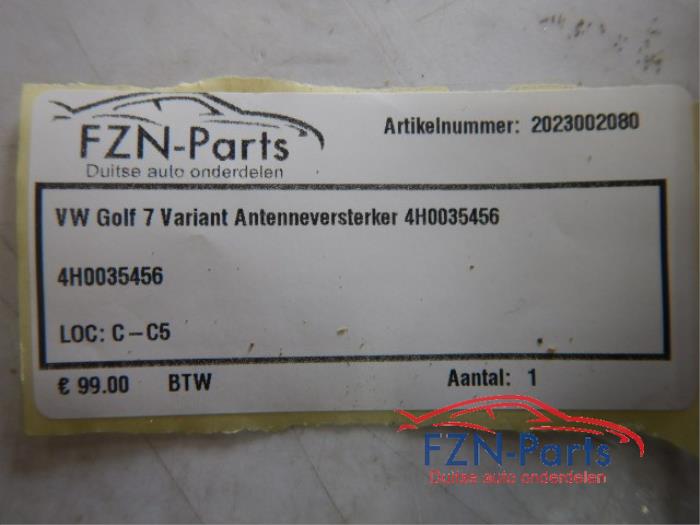 FZN-Parts
Duitse auto onderdelen
Artikelnummer: 2023002080
VW Golf 7 Variant Antenneversterker 4H0035456
4H0035456
LOC: C-C5
€ 99.00 BTW Aantal: 1
FZN-Parts
Duitse auto onderdelen